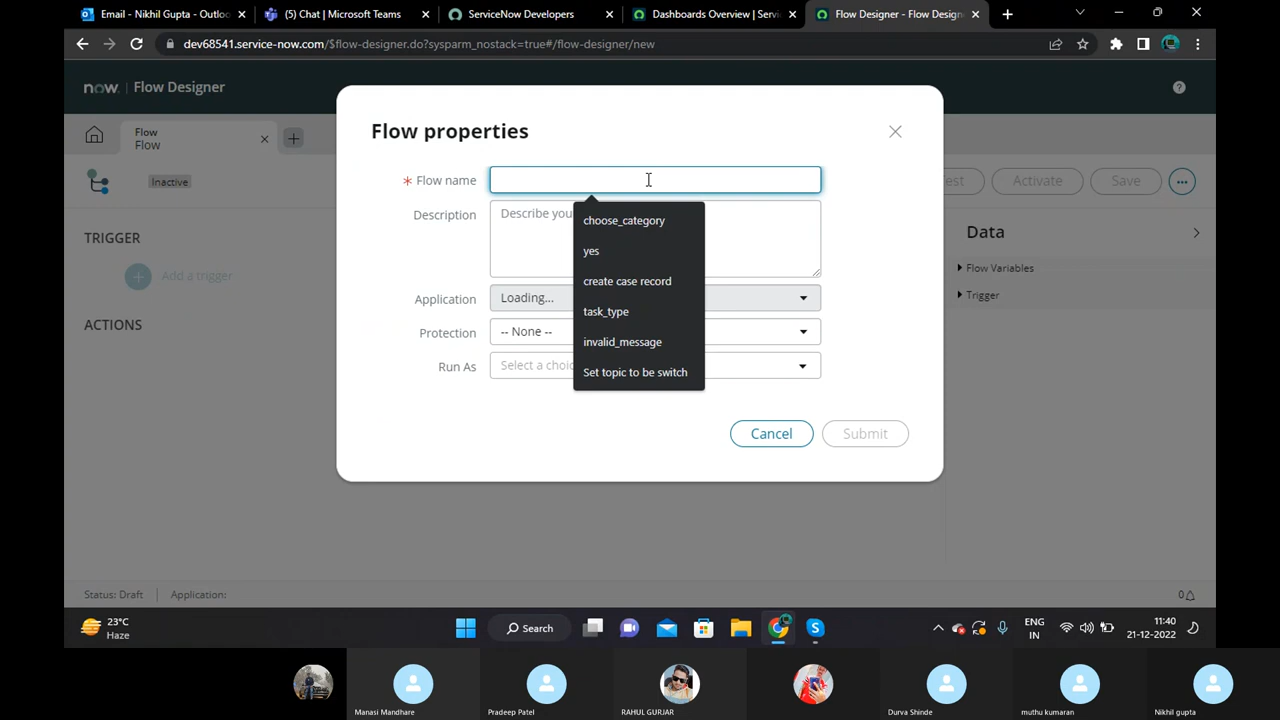 Email - Nikhil Gupta - Outloo
(5) Chat | Microsoft Teams
ServiceNow Developers
Dashboards Overview | Servi
Flow Designer - Flow Design
dev68541.service-now.com/$flow-designer.do?sysparm_nostack=true#/flow-designer/new
now. Flow Designer
Flow
Flow
Inactive
est
Activate
Save
Flow properties
* Flow name
Description
Describe you
choose_category
yes
create case record
task_type
invalid_message
Set topic to be switch
Application
Loading...
Protection
-- None --
Run As
Select a choic
Cancel
Submit
TRIGGER
Add a trigger
ACTIONS
Data
Flow Variables
Trigger
Status: Draft
Application:
0
23°C
Haze
Search
ENG
IN
11:40
21-12-2022
Manasi Mandhare
Pradeep Patel
RAHUL GURJAR
Durva Shinde
muthu kumaran
Nikhil gupta